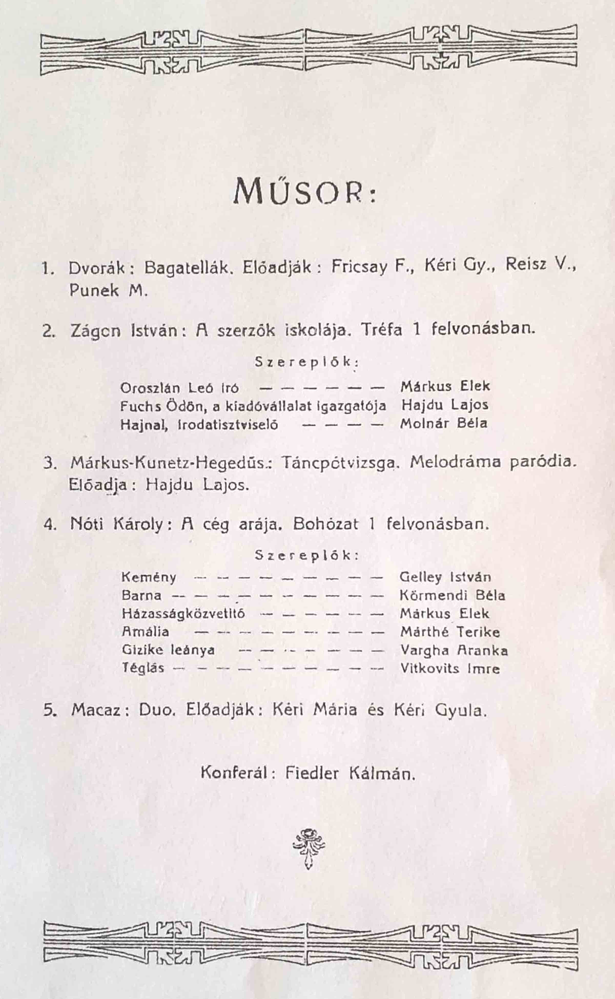 MŰSOR:
1. Dvorák: Bagatellák. Előadják: Fricsay F., Kéri Gy., Reisz V.,
Punek M.
2. Zágon István: A szerzők iskolája. Tréfa 1 felvonásban.
Szereplők:
Oroszlán Leó iró — — — — — — Márkus Elek
Fuchs Ödön, a kiadóvállalat igazgatója Hajdu Lajos
Hajnal, irodatisztviselő — — — — Molnár Béla
3. Márkus-Kunetz-Hegedűs.: Táncpótvizsga. Melodráma paródia.
Előadja: Hajdu Lajos.
4. Nóti Károly: A cég arája. Bohózat 1 felvonásban.
Szereplők:
Kemény — — — — — — — — — Gelley István
Barna — — — — — — — — — — Körmendi Béla
Házasságközvetitő — — — — — — Márkus Elek
Amália — — — — — — — — — Márthé Terike
Gizike leánya — — — — — — — Vargha Aranka
Téglás — — — — — — — — — — Vitkovits Imre
5. Macaz: Duo. Előadják: Kéri Mária és Kéri Gyula.
Konferál: Fiedler Kálmán.